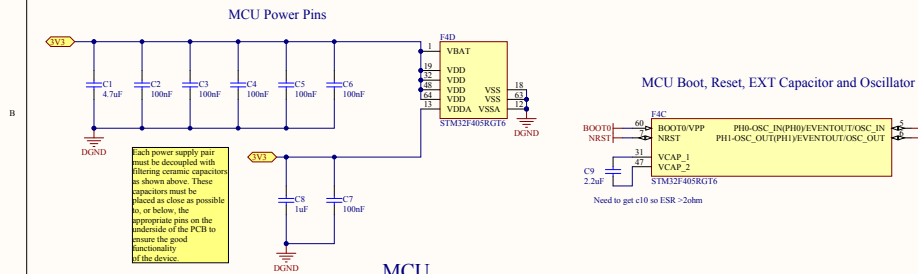 MCU Power Pins
3V3
C1
4.7uF
C2
100nF
C3
100nF
C4
100nF
C5
100nF
C6
100nF
DGND
F4D
1 VBAT
19 VDD
32 VDD
48 VDD
64 VDD
13 VDDA
VSS 18
VSS 63
VSSA 12
STM32F405RGT6
DGND
B
Each power supply pair
must be decoupled with
filtering ceramic capacitors
as shown above. These
capacitors must be
placed as close as possible
to, or below, the
appropriate pins on the
underside of the PCB to
ensure the good
functionality
of the device.
3V3
C8
1uF
C7
100nF
DGND
MCU
MCU Boot, Reset, EXT Capacitor and Oscillator
F4C
BOOT0 60 BOOT0/VPP
NRST 7 NRST
PH0-OSC_IN(PH0)/EVENTOUT/OSC_IN 5
PH1-OSC_OUT(PH1)/EVENTOUT/OSC_OUT 6
31 VCAP_1
47 VCAP_2
C9
2.2uF
STM32F405RGT6
Need to get c10 so ESR >2ohm